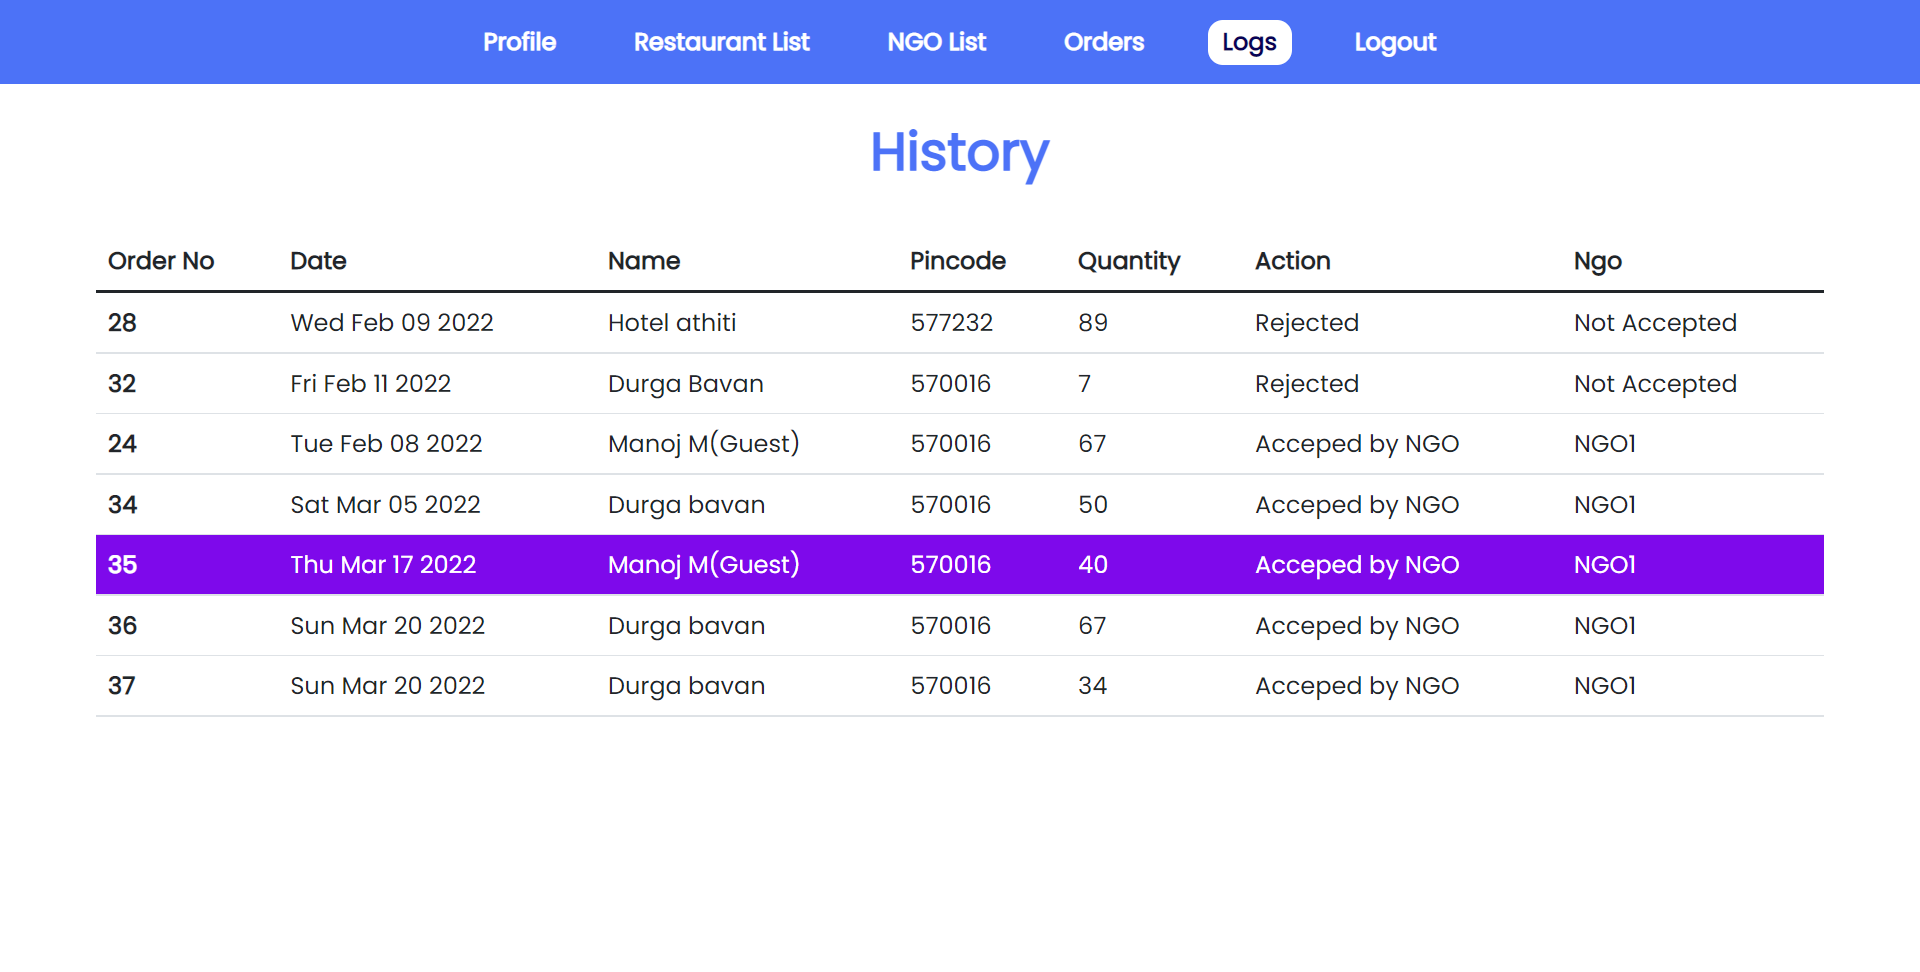 Profile Restaurant List NGO List Orders Logs Logout
History
Order No Date Name Pincode Quantity Action Ngo
28 Wed Feb 09 2022 Hotel athiti 577232 89 Rejected Not Accepted
32 Fri Feb 11 2022 Durga Bavan 570016 7 Rejected Not Accepted
24 Tue Feb 08 2022 Manoj M(Guest) 570016 67 Acceped by NGO NGO1
34 Sat Mar 05 2022 Durga bavan 570016 50 Acceped by NGO NGO1
35 Thu Mar 17 2022 Manoj M(Guest) 570016 40 Acceped by NGO NGO1
36 Sun Mar 20 2022 Durga bavan 570016 67 Acceped by NGO NGO1
37 Sun Mar 20 2022 Durga bavan 570016 34 Acceped by NGO NGO1